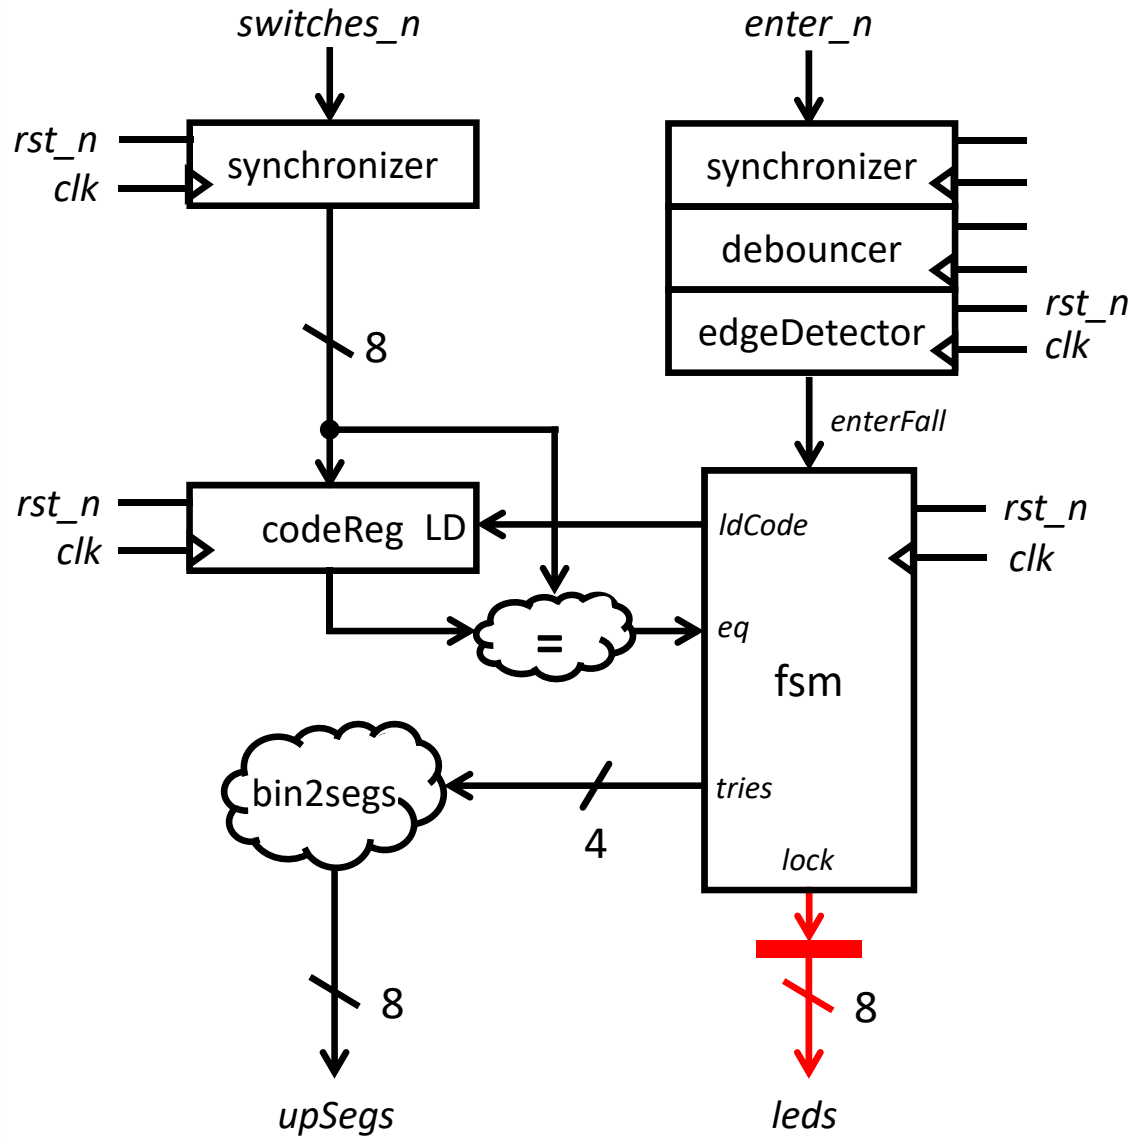 switches_n
enter_n
rst_n
clk
synchronizer
synchronizer
debouncer
edgeDetector
rst_n
clk
8
enterFall
rst_n
clk
codeReg LD
ldCode
rst_n
clk
=
eq
fsm
bin2segs
tries
4
lock
8
8
upSegs
leds